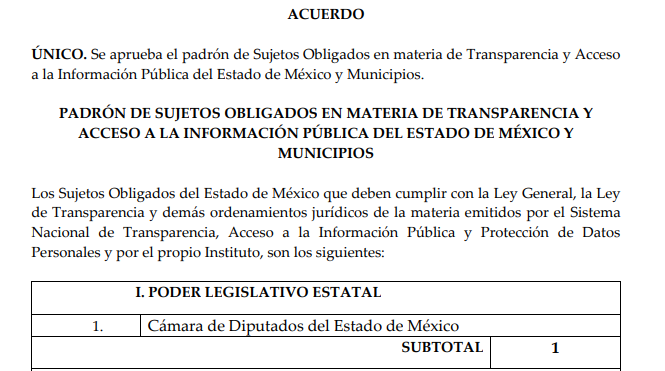 ACUERDO
ÚNICO. Se aprueba el padrón de Sujetos Obligados en materia de Transparencia y Acceso
a la Información Pública del Estado de México y Municipios.
PADRÓN DE SUJETOS OBLIGADOS EN MATERIA DE TRANSPARENCIA Y
ACCESO A LA INFORMACIÓN PÚBLICA DEL ESTADO DE MÉXICO Y
MUNICIPIOS
Los Sujetos Obligados del Estado de México que deben cumplir con la Ley General, la Ley
de Transparencia y demás ordenamientos jurídicos de la materia emitidos por el Sistema
Nacional de Transparencia, Acceso a la Información Pública y Protección de Datos
Personales y por el propio Instituto, son los siguientes:
I. PODER LEGISLATIVO ESTATAL
1. Cámara de Diputados del Estado de México
SUBTOTAL 1